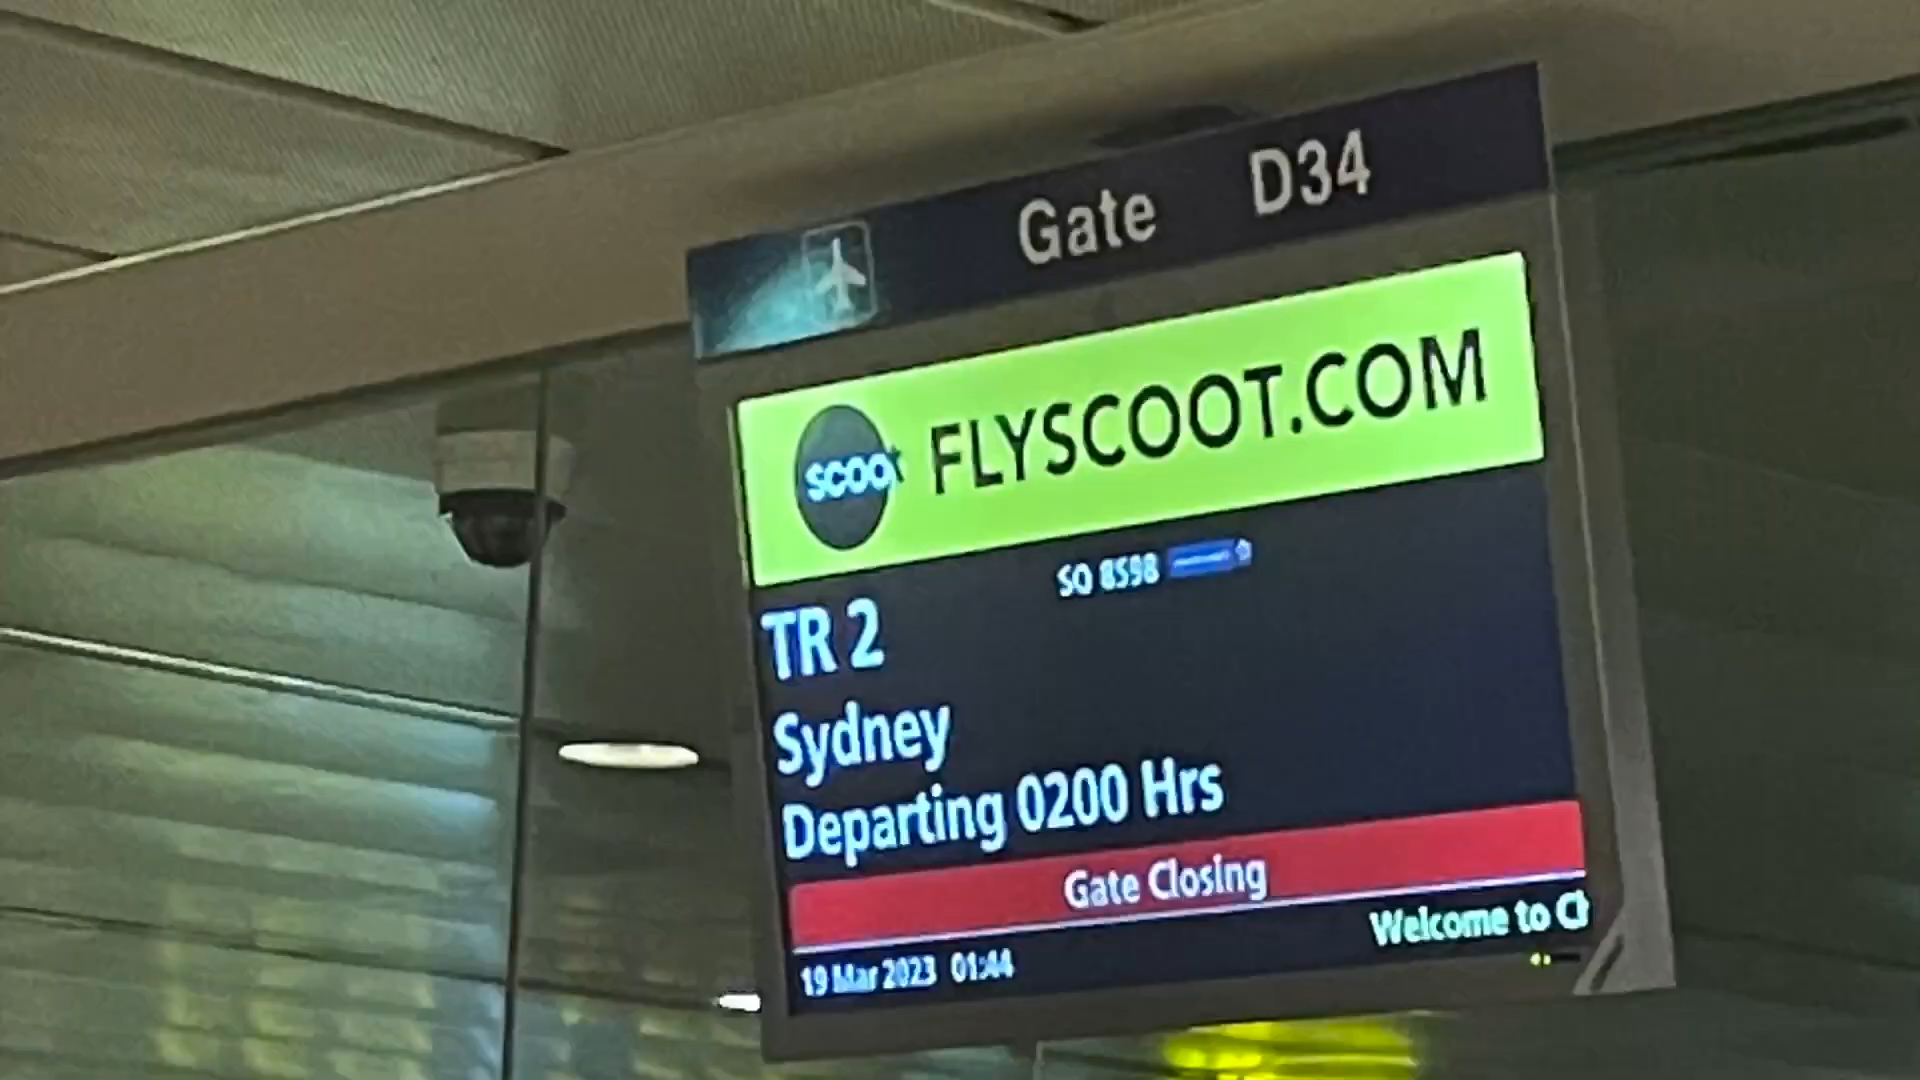 Gate D34
scoot FLYSCOOT.COM
SQ 8598
TR 2
Sydney
Departing 0200 Hrs
Gate Closing
Welcome to Ch
19 Mar 2023 01:44